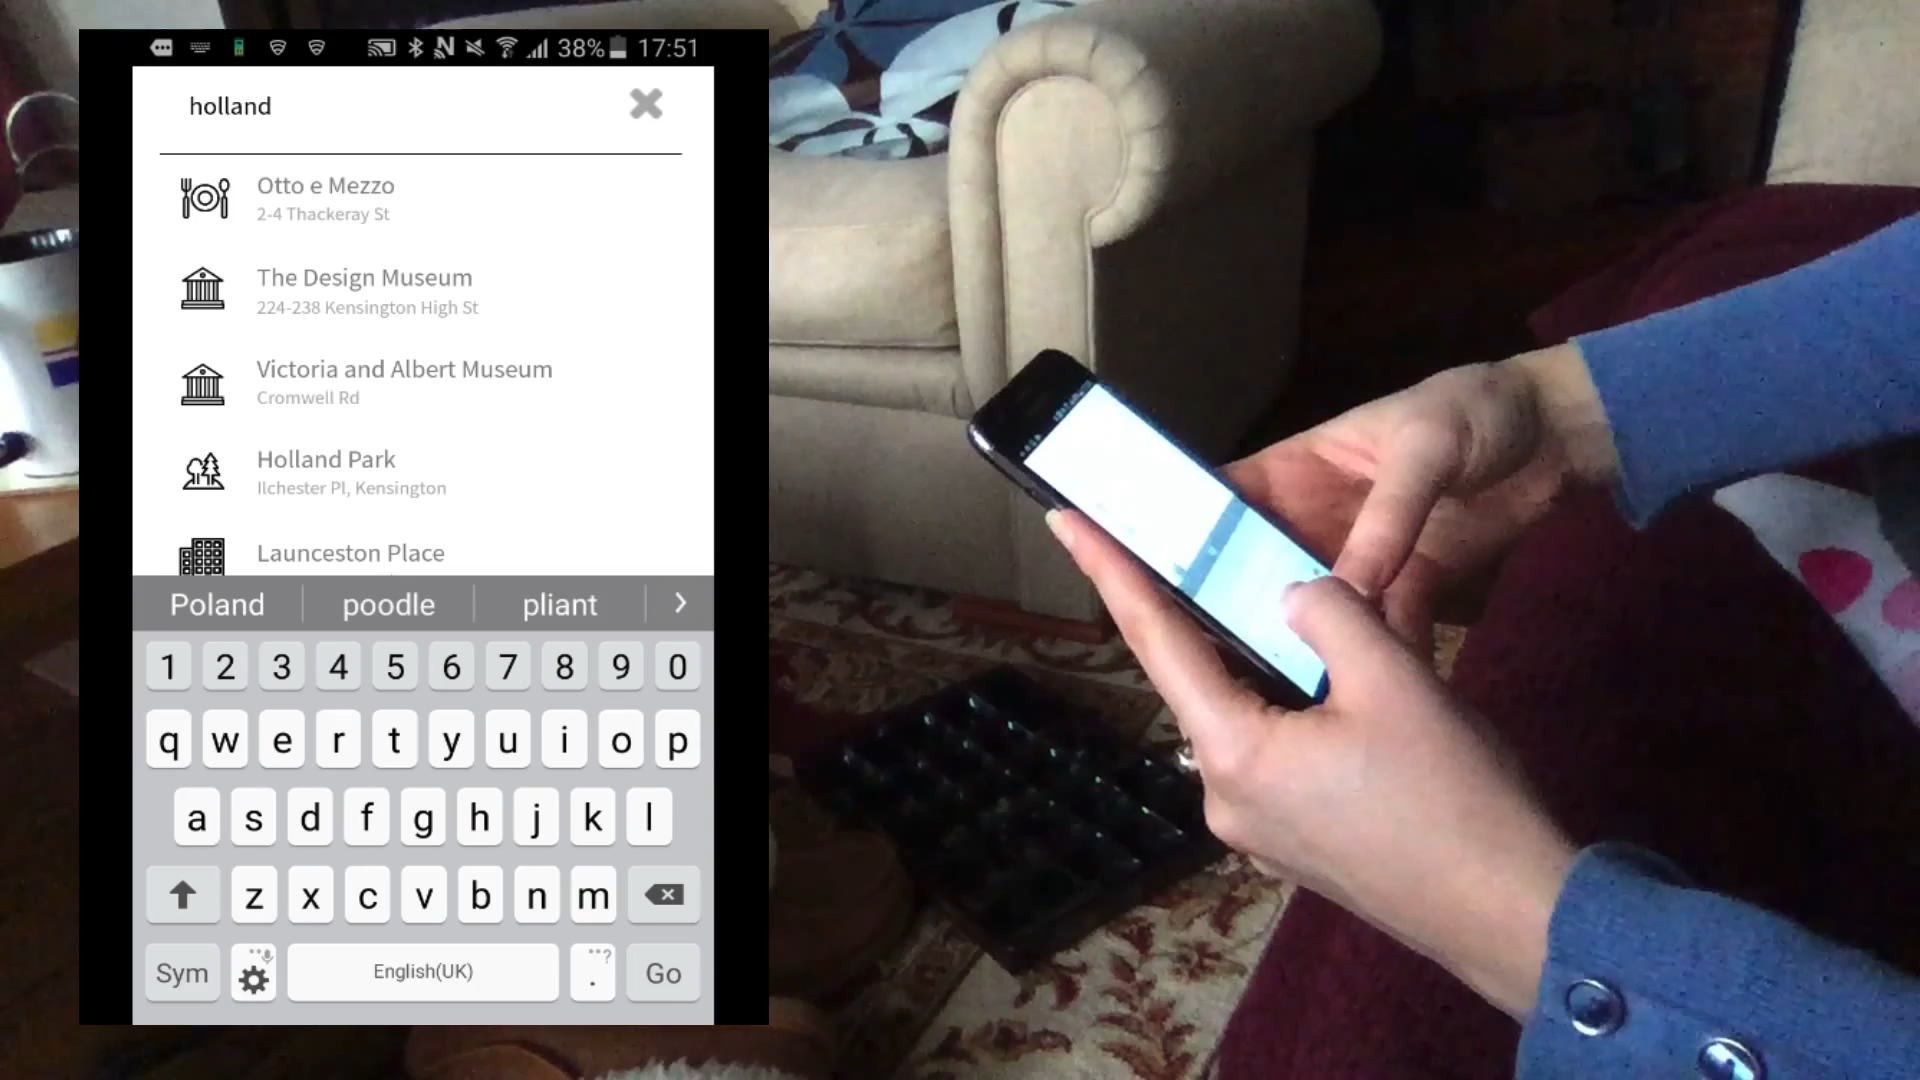 38% 17:51
holland
Otto e Mezzo
2-4 Thackeray St
The Design Museum
224-238 Kensington High St
Victoria and Albert Museum
Cromwell Rd
Holland Park
Ilchester Pl, Kensington
Launceston Place
Poland poodle pliant
1 2 3 4 5 6 7 8 9 0
q w e r t y u i o p
a s d f g h j k l
z x c v b n m
Sym English(UK) . ? Go